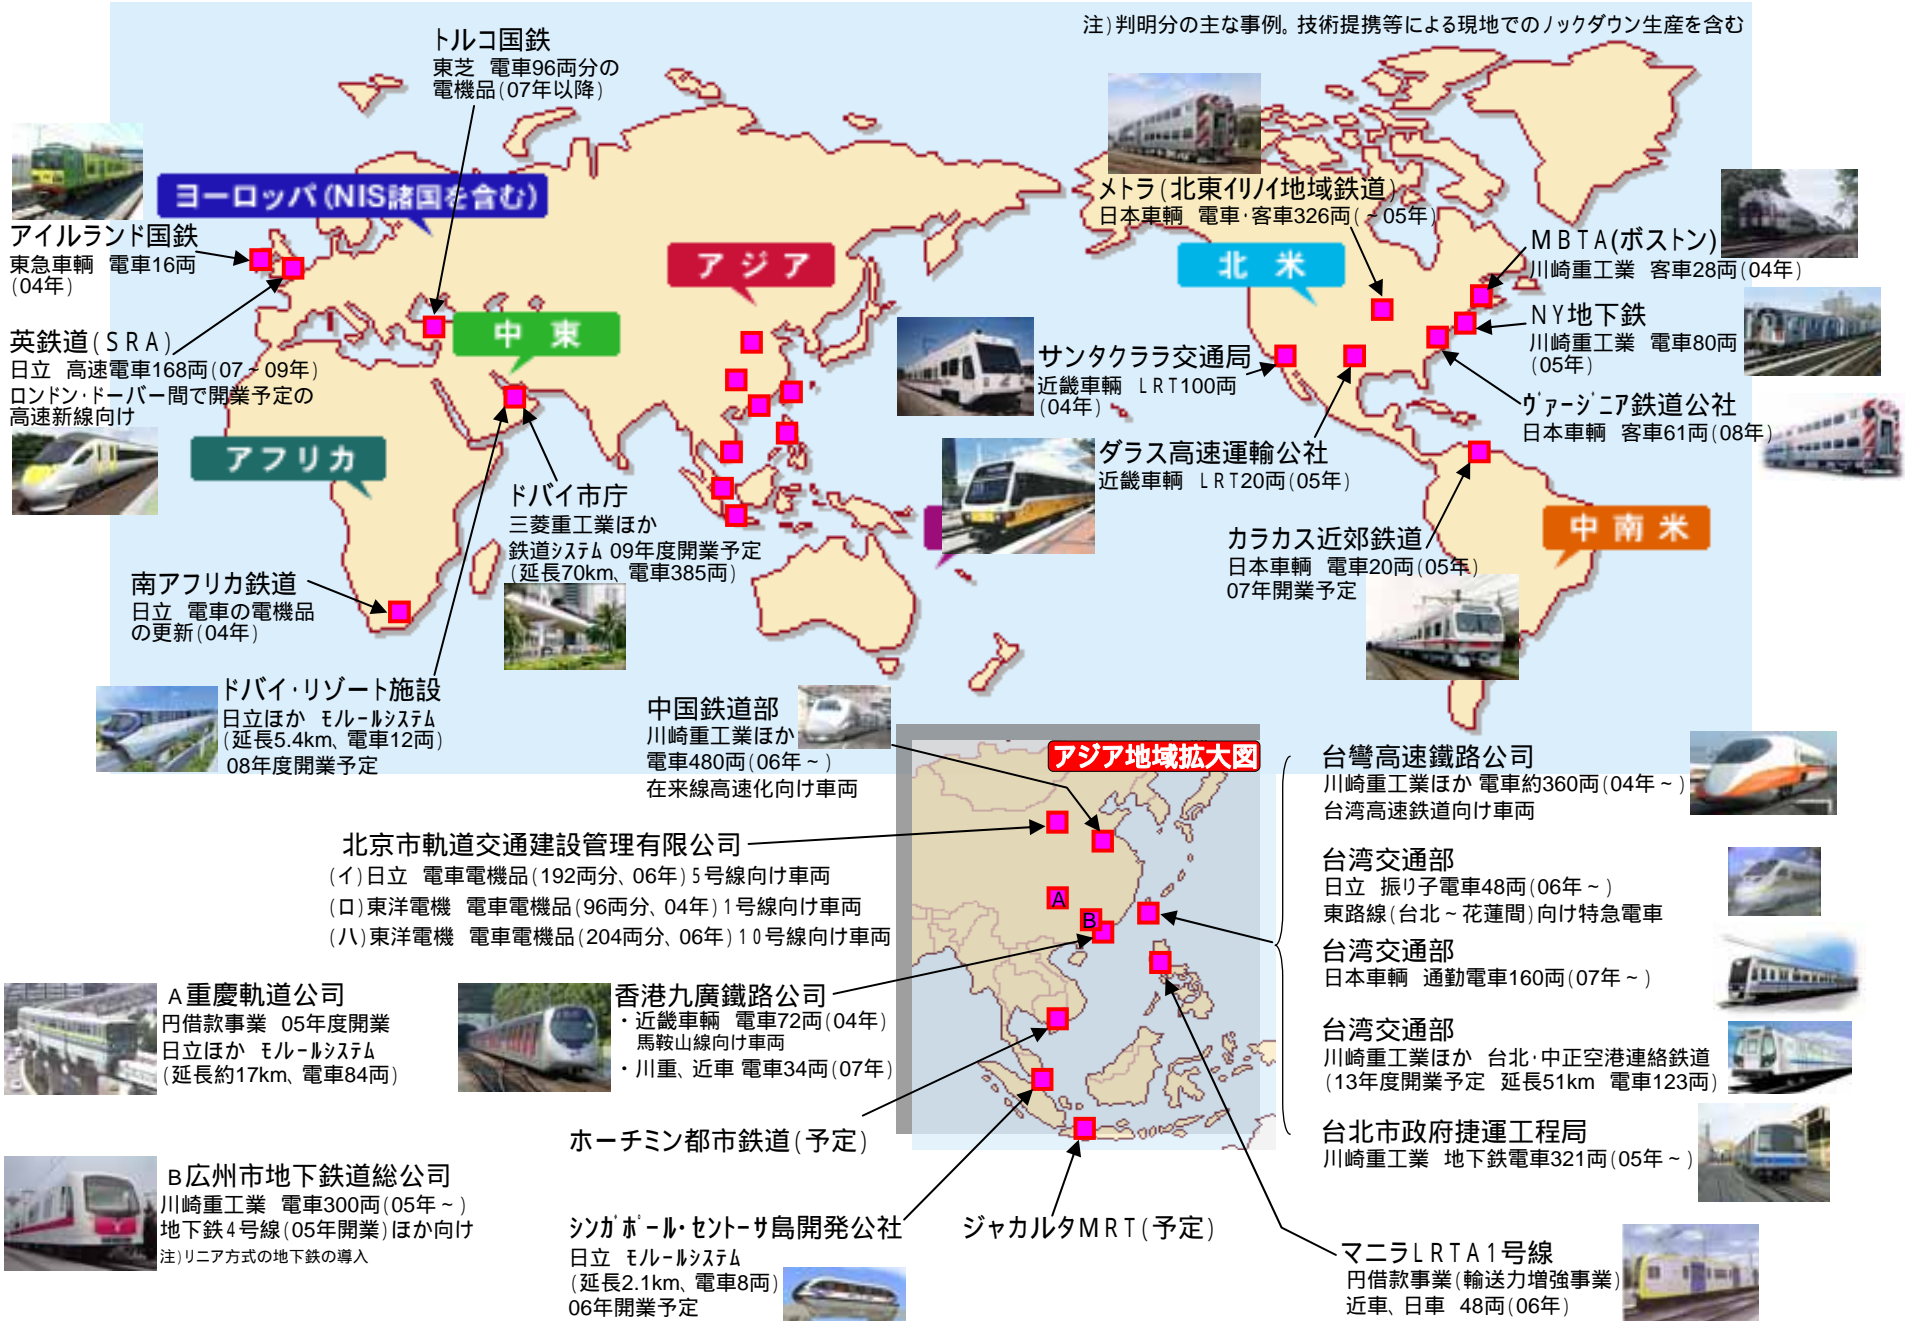 注)判明分の主な事例。技術提携等による現地でのノックダウン生産を含む
トルコ国鉄
東芝 電車96両分の
電機品(07年以降)
ヨーロッパ(NIS諸国を含む)
アイルランド国鉄
東急車輌 電車16両
(04年)
英鉄道(SRA)
日立 高速電車168両(07~09年)
ロンドン・ドーバー間で開業予定の
高速新線向け
アジア
中東
アフリカ
北米
中南米
メトラ(北東イリノイ地域鉄道)
日本車輌 電車・客車326両(~05年)
MBTA(ボストン)
川崎重工業 客車28両(04年)
NY地下鉄
川崎重工業 電車80両
(05年)
サンタクララ交通局
近畿車輌 LRT100両
(04年)
ヴァージニア鉄道公社
日本車輌 客車61両(08年)
ダラス高速運輸公社
近畿車輌 LRT20両(05年)
カラカス近郊鉄道
日本車輌 電車20両(05年)
07年開業予定
ドバイ市庁
三菱重工業ほか
鉄道システム 09年度開業予定
(延長70km、電車385両)
南アフリカ鉄道
日立 電車の電機品
の更新(04年)
ドバイ・リゾート施設
日立ほか モルールシステム
(延長5.4km、電車12両)
08年度開業予定
中国鉄道部
川崎重工業ほか
電車480両(06年~)
在来線高速化向け車両
アジア地域拡大図
A
B
北京市軌道交通建設管理有限公司
(イ)日立 電車電機品(192両分、06年)5号線向け車両
(ロ)東洋電機 電車電機品(96両分、04年)1号線向け車両
(ハ)東洋電機 電車電機品(204両分、06年)10号線向け車両
A重慶軌道公司
円借款事業 05年度開業
日立ほか モルールシステム
(延長約17km、電車84両)
香港九廣鐵路公司
・近畿車輌 電車72両(04年)
馬鞍山線向け車両
・川重、近車 電車34両(07年)
ホーチミン都市鉄道(予定)
B広州市地下鉄道総公司
川崎重工業 電車300両(05年~)
地下鉄4号線(05年開業)ほか向け
注)リニア方式の地下鉄の導入
シンガポール・セントーサ島開発公社
日立 モルールシステム
(延長2.1km、電車8両)
06年開業予定
ジャカルタMRT(予定)
台灣高速鐵路公司
川崎重工業ほか 電車約360両(04年~)
台湾高速鉄道向け車両
台湾交通部
日立 振り子電車48両(06年~)
東路線(台北~花蓮間)向け特急電車
台湾交通部
日本車輌 通勤電車160両(07年~)
台湾交通部
川崎重工業ほか 台北・中正空港連絡鉄道
(13年度開業予定 延長51km 電車123両)
台北市政府捷運工程局
川崎重工業 地下鉄電車321両(05年~)
マニラLRTA1号線
円借款事業(輸送力増強事業)
近車、日車 48両(06年)